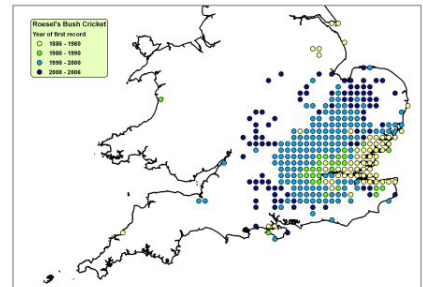 Roesel's Bush Cricket
Year of first record
1886 - 1980
1980 - 1990
1990 - 2000
2000 - 2006